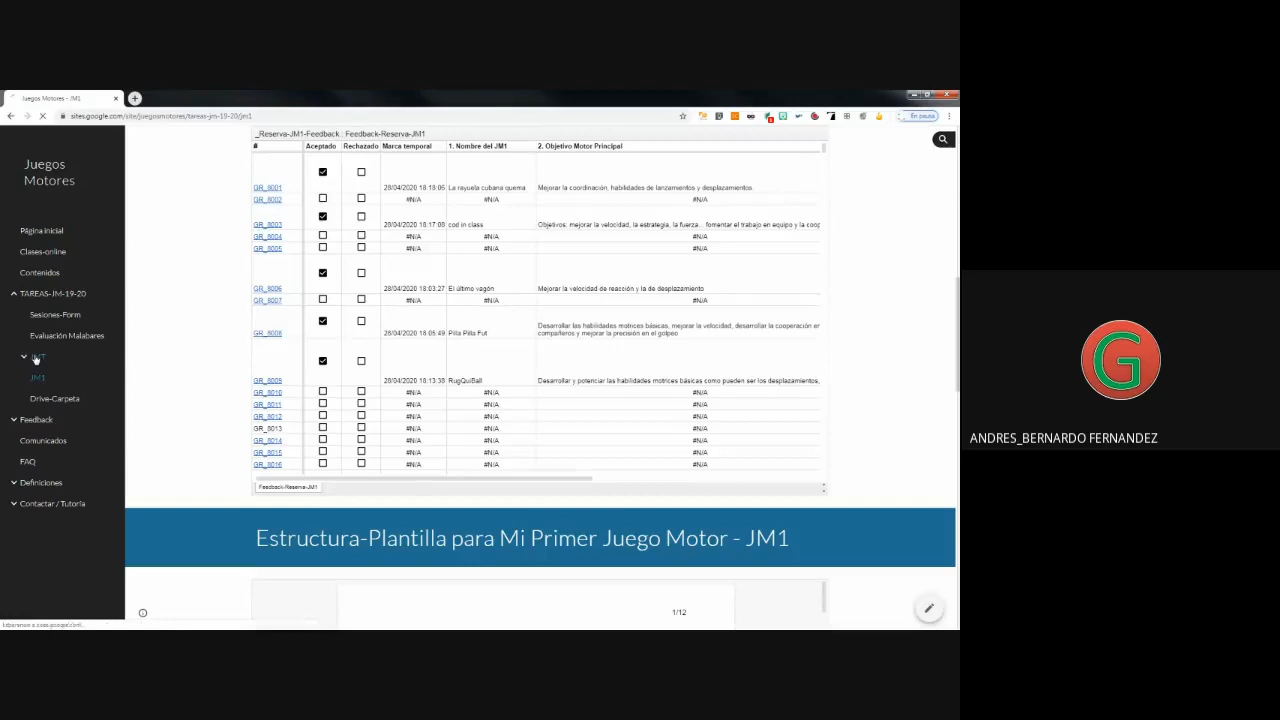 Juegos Motores - JM1
sites.google.com/site/juegosmotores/tareas-jm-19-20/jm1
En pausa
Juegos
Motores
Página inicial
Clases-online
Contenidos
TAREAS-JM-19-20
Sesiones-Form
Evaluación Malabares
JM1
Drive-Carpeta
Feedback
Comunicados
FAQ
Definiciones
Contactar / Tutoría
_Reserva-JM1-Feedback : Feedback-Reserva-JM1
# Aceptado Rechazado Marca temporal 1. Nombre del JM1 2. Objetivo Motor Principal
GR_8001 28/04/2020 18:18:06 La rayuela cubana quema Mejorar la coordinación, habilidades de lanzamientos y desplazamientos.
GR_8002 #N/A #N/A #N/A
GR_8003 28/04/2020 18:17:08 cod in class Objetivos: mejorar la velocidad, la estrategia, la fuerza... fomentar el trabajo en equipo y la coop
GR_8004 #N/A #N/A #N/A
GR_8005 #N/A #N/A #N/A
GR_8006 28/04/2020 18:03:27 El último vagón Mejorar la velocidad de reacción y la de desplazamiento
GR_8007 #N/A #N/A #N/A
Desarrollar las habilidades motrices básicas, mejorar la velocidad, desarrollar la cooperación en
GR_8008 28/04/2020 18:05:49 Pilla Pilla Fut compañeros y mejorar la precisión en el golpeo
GR_8009 28/04/2020 18:13:38 RugQuiBall Desarrollar y potenciar las habilidades motrices básicas como pueden ser los desplazamientos,
GR_8010 #N/A #N/A #N/A
GR_8011 #N/A #N/A #N/A
GR_8012 #N/A #N/A #N/A
GR_8013 #N/A #N/A #N/A
GR_8014 #N/A #N/A #N/A
GR_8015 #N/A #N/A #N/A
GR_8016 #N/A #N/A #N/A
Feedback-Reserva-JM1
Estructura-Plantilla para Mi Primer Juego Motor - JM1
1/12
G
ANDRES_BERNARDO FERNANDEZ